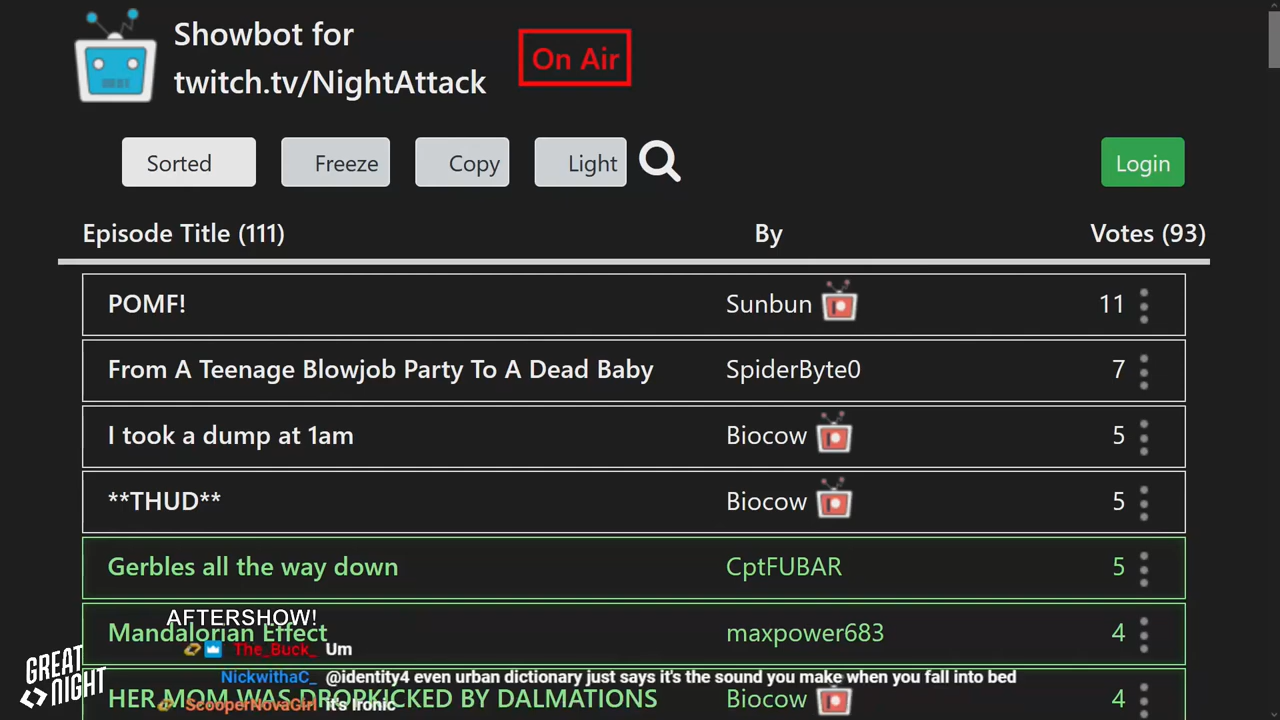 Showbot for
twitch.tv/NightAttack
On Air
Sorted
Freeze
Copy
Light
Login
Episode Title (111)
By
Votes (93)
POMF!
Sunbun
11
From A Teenage Blowjob Party To A Dead Baby
SpiderByte0
7
I took a dump at 1am
Biocow
5
**THUD**
Biocow
5
Gerbles all the way down
CptFUBAR
5
AFTERSHOW!
Mandalorian Effect
maxpower683
4
The_Buck_ Um
NickwithaC_ @identity4 even urban dictionary just says it's the sound you make when you fall into bed
HER MOM WAS DROPKICKED BY DALMATIONS
Biocow
4
ScooperNovaGirl it's Ironic
GREAT
NIGHT